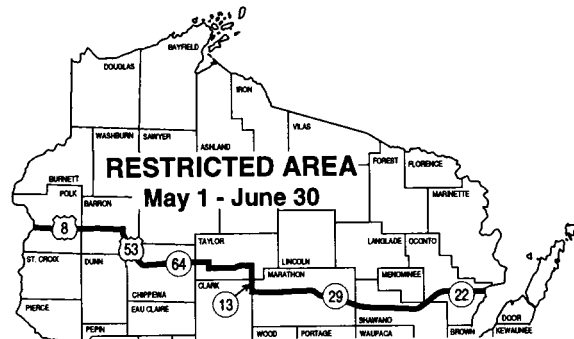 BAYFIELD
DOUGLAS
IRON
VILAS
WASHBURN
SAWYER
ASHLAND
FOREST
FLORENCE
RESTRICTED AREA
May 1 - June 30
BURNETT
POLK
BARRON
MARINETTE
8
53
64
TAYLOR
LINCOLN
LANGLADE
OCONTO
ST. CROIX
DUNN
CHIPPEWA
CLARK
MARATHON
MENOMINEE
13
29
22
PIERCE
PEPIN
EAU CLAIRE
WOOD
PORTAGE
SHAWANO
WAUPACA
BROWN
DOOR
KEWAUNEE